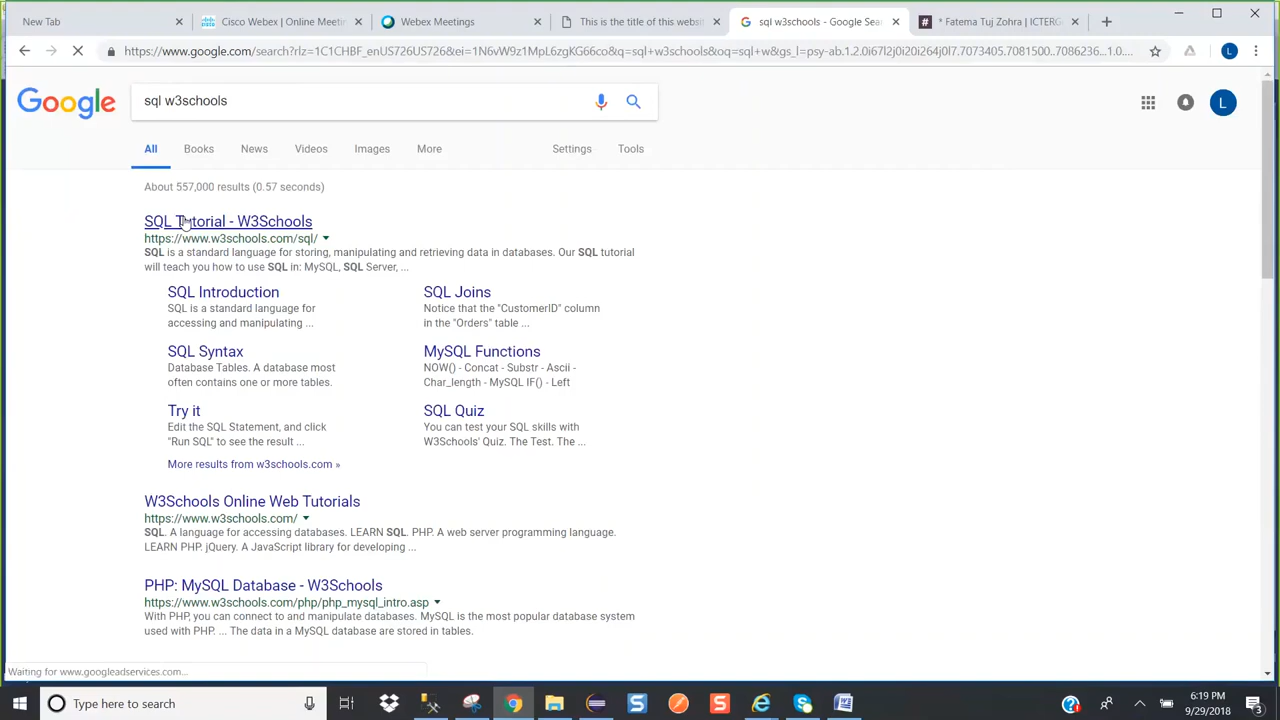 New Tab
Cisco Webex | Online Meetin
Webex Meetings
This is the title of this websit
sql w3schools - Google Sea
* Fatema Tuj Zohra | ICTERG
https://www.google.com/search?rlz=1C1CHBF_enUS726US726&ei=1N6vW9z1MpL6zgKG66co&q=sql+w3schools&oq=sql+w&gs_l=psy-ab.1.2.0i67l2j0i20i264j0l7.7073405.7081502...7086236...1.0....
L
Google
sql w3schools
L
All
Books
News
Videos
Images
More
Settings
Tools
About 557,000 results (0.57 seconds)
SQL Tutorial - W3Schools
https://www.w3schools.com/sql/
SQL is a standard language for storing, manipulating and retrieving data in databases. Our SQL tutorial
will teach you how to use SQL in: MySQL, SQL Server, ...
SQL Introduction
SQL is a standard language for
accessing and manipulating ...
SQL Joins
Notice that the "CustomerID" column
in the "Orders" table ...
SQL Syntax
Database Tables. A database most
often contains one or more tables.
MySQL Functions
NOW() - Concat - Substr - Ascii -
Char_length - MySQL IF() - Left
Try it
Edit the SQL Statement, and click
"Run SQL" to see the result ...
SQL Quiz
You can test your SQL skills with
W3Schools' Quiz. The Test. The ...
More results from w3schools.com »
W3Schools Online Web Tutorials
https://www.w3schools.com/
SQL. A language for accessing databases. LEARN SQL. PHP. A web server programming language.
LEARN PHP. jQuery. A JavaScript library for developing ...
PHP: MySQL Database - W3Schools
https://www.w3schools.com/php/php_mysql_intro.asp
With PHP, you can connect to and manipulate databases. MySQL is the most popular database system
used with PHP. ... The data in a MySQL database are stored in tables.
Waiting for www.googleadservices.com...
Type here to search
6:19 PM
9/29/2018
3